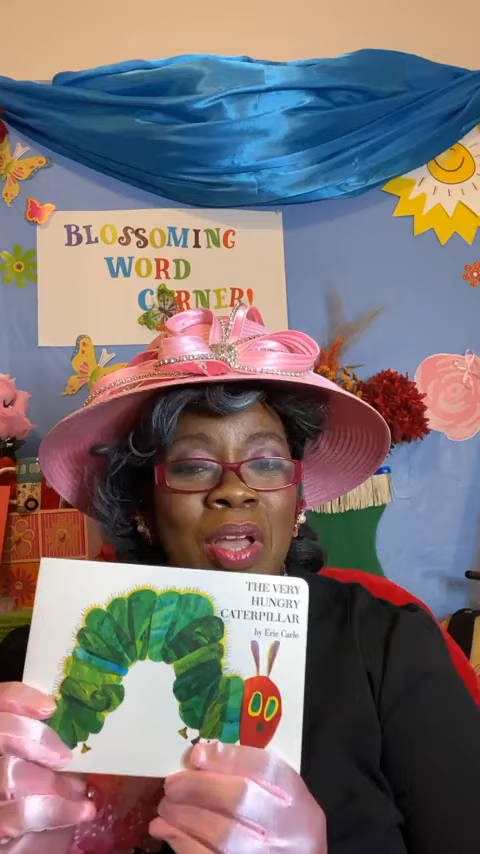 BLOSSOMING
WORD
CORNER!
THE VERY
HUNGRY
CATERPILLAR
by Eric Carle